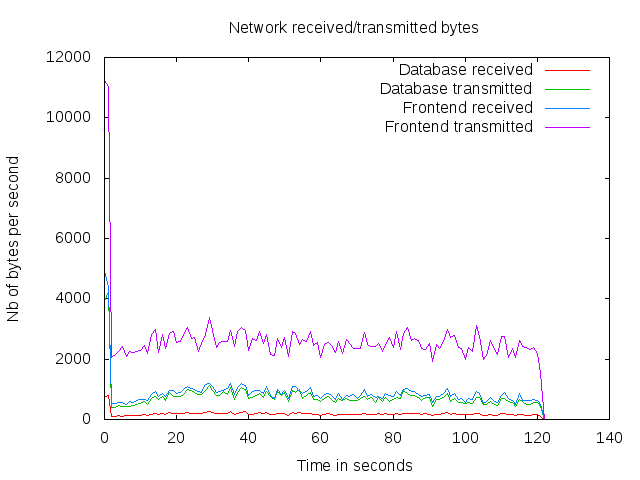 Network received/transmitted bytes
12000
10000
8000
6000
4000
2000
0
Nb of bytes per second
Database received
Database transmitted
Frontend received
Frontend transmitted
0 20 40 60 80 100 120 140
Time in seconds